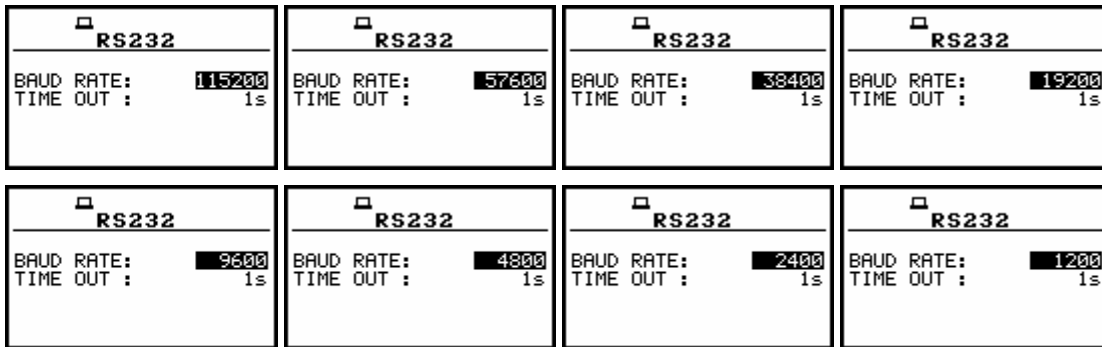 RS232
BAUD RATE: 115200
TIME OUT : 1s
RS232
BAUD RATE: 57600
TIME OUT : 1s
RS232
BAUD RATE: 38400
TIME OUT : 1s
RS232
BAUD RATE: 19200
TIME OUT : 1s
RS232
BAUD RATE: 9600
TIME OUT : 1s
RS232
BAUD RATE: 4800
TIME OUT : 1s
RS232
BAUD RATE: 2400
TIME OUT : 1s
RS232
BAUD RATE: 1200
TIME OUT : 1s